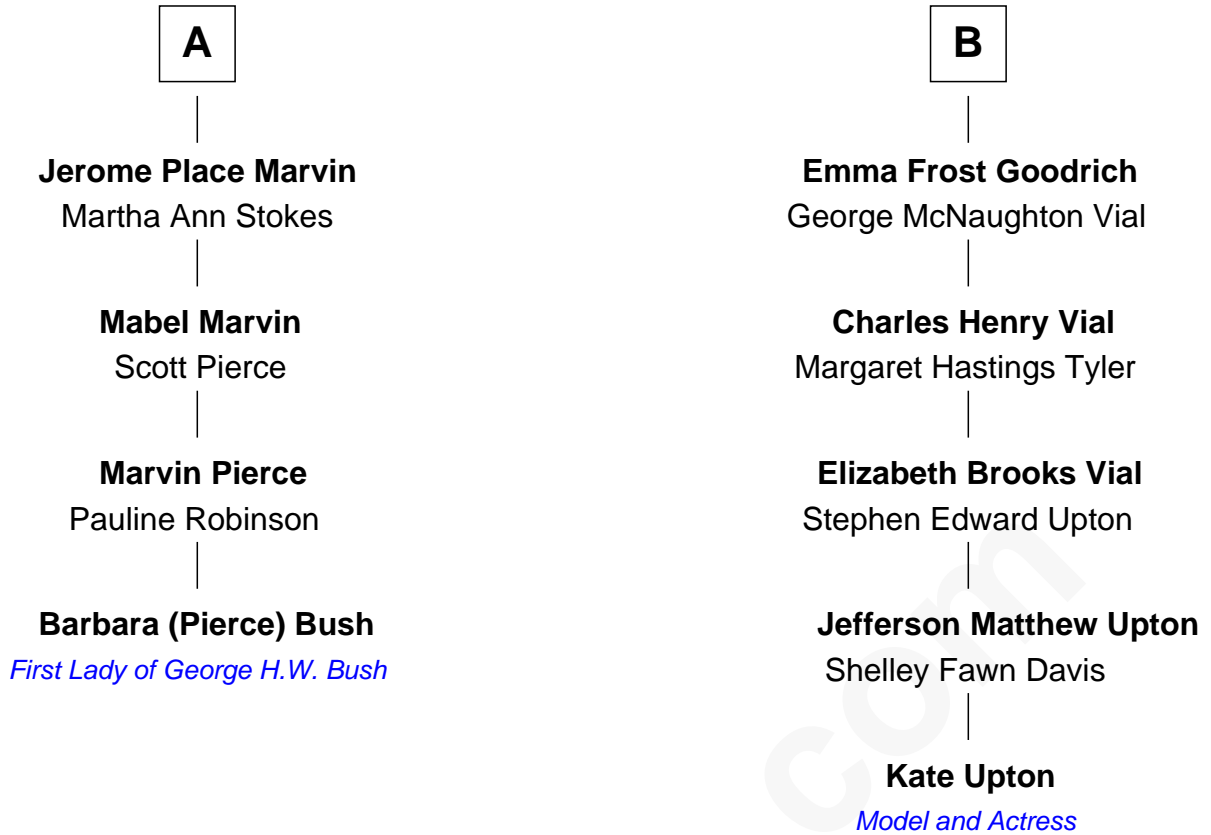 A
Jerome Place Marvin
Martha Ann Stokes
Mabel Marvin
Scott Pierce
Marvin Pierce
Pauline Robinson
Barbara (Pierce) Bush
First Lady of George H.W. Bush
B
Emma Frost Goodrich
George McNaughton Vial
Charles Henry Vial
Margaret Hastings Tyler
Elizabeth Brooks Vial
Stephen Edward Upton
Jefferson Matthew Upton
Shelley Fawn Davis
Kate Upton
Model and Actress
com